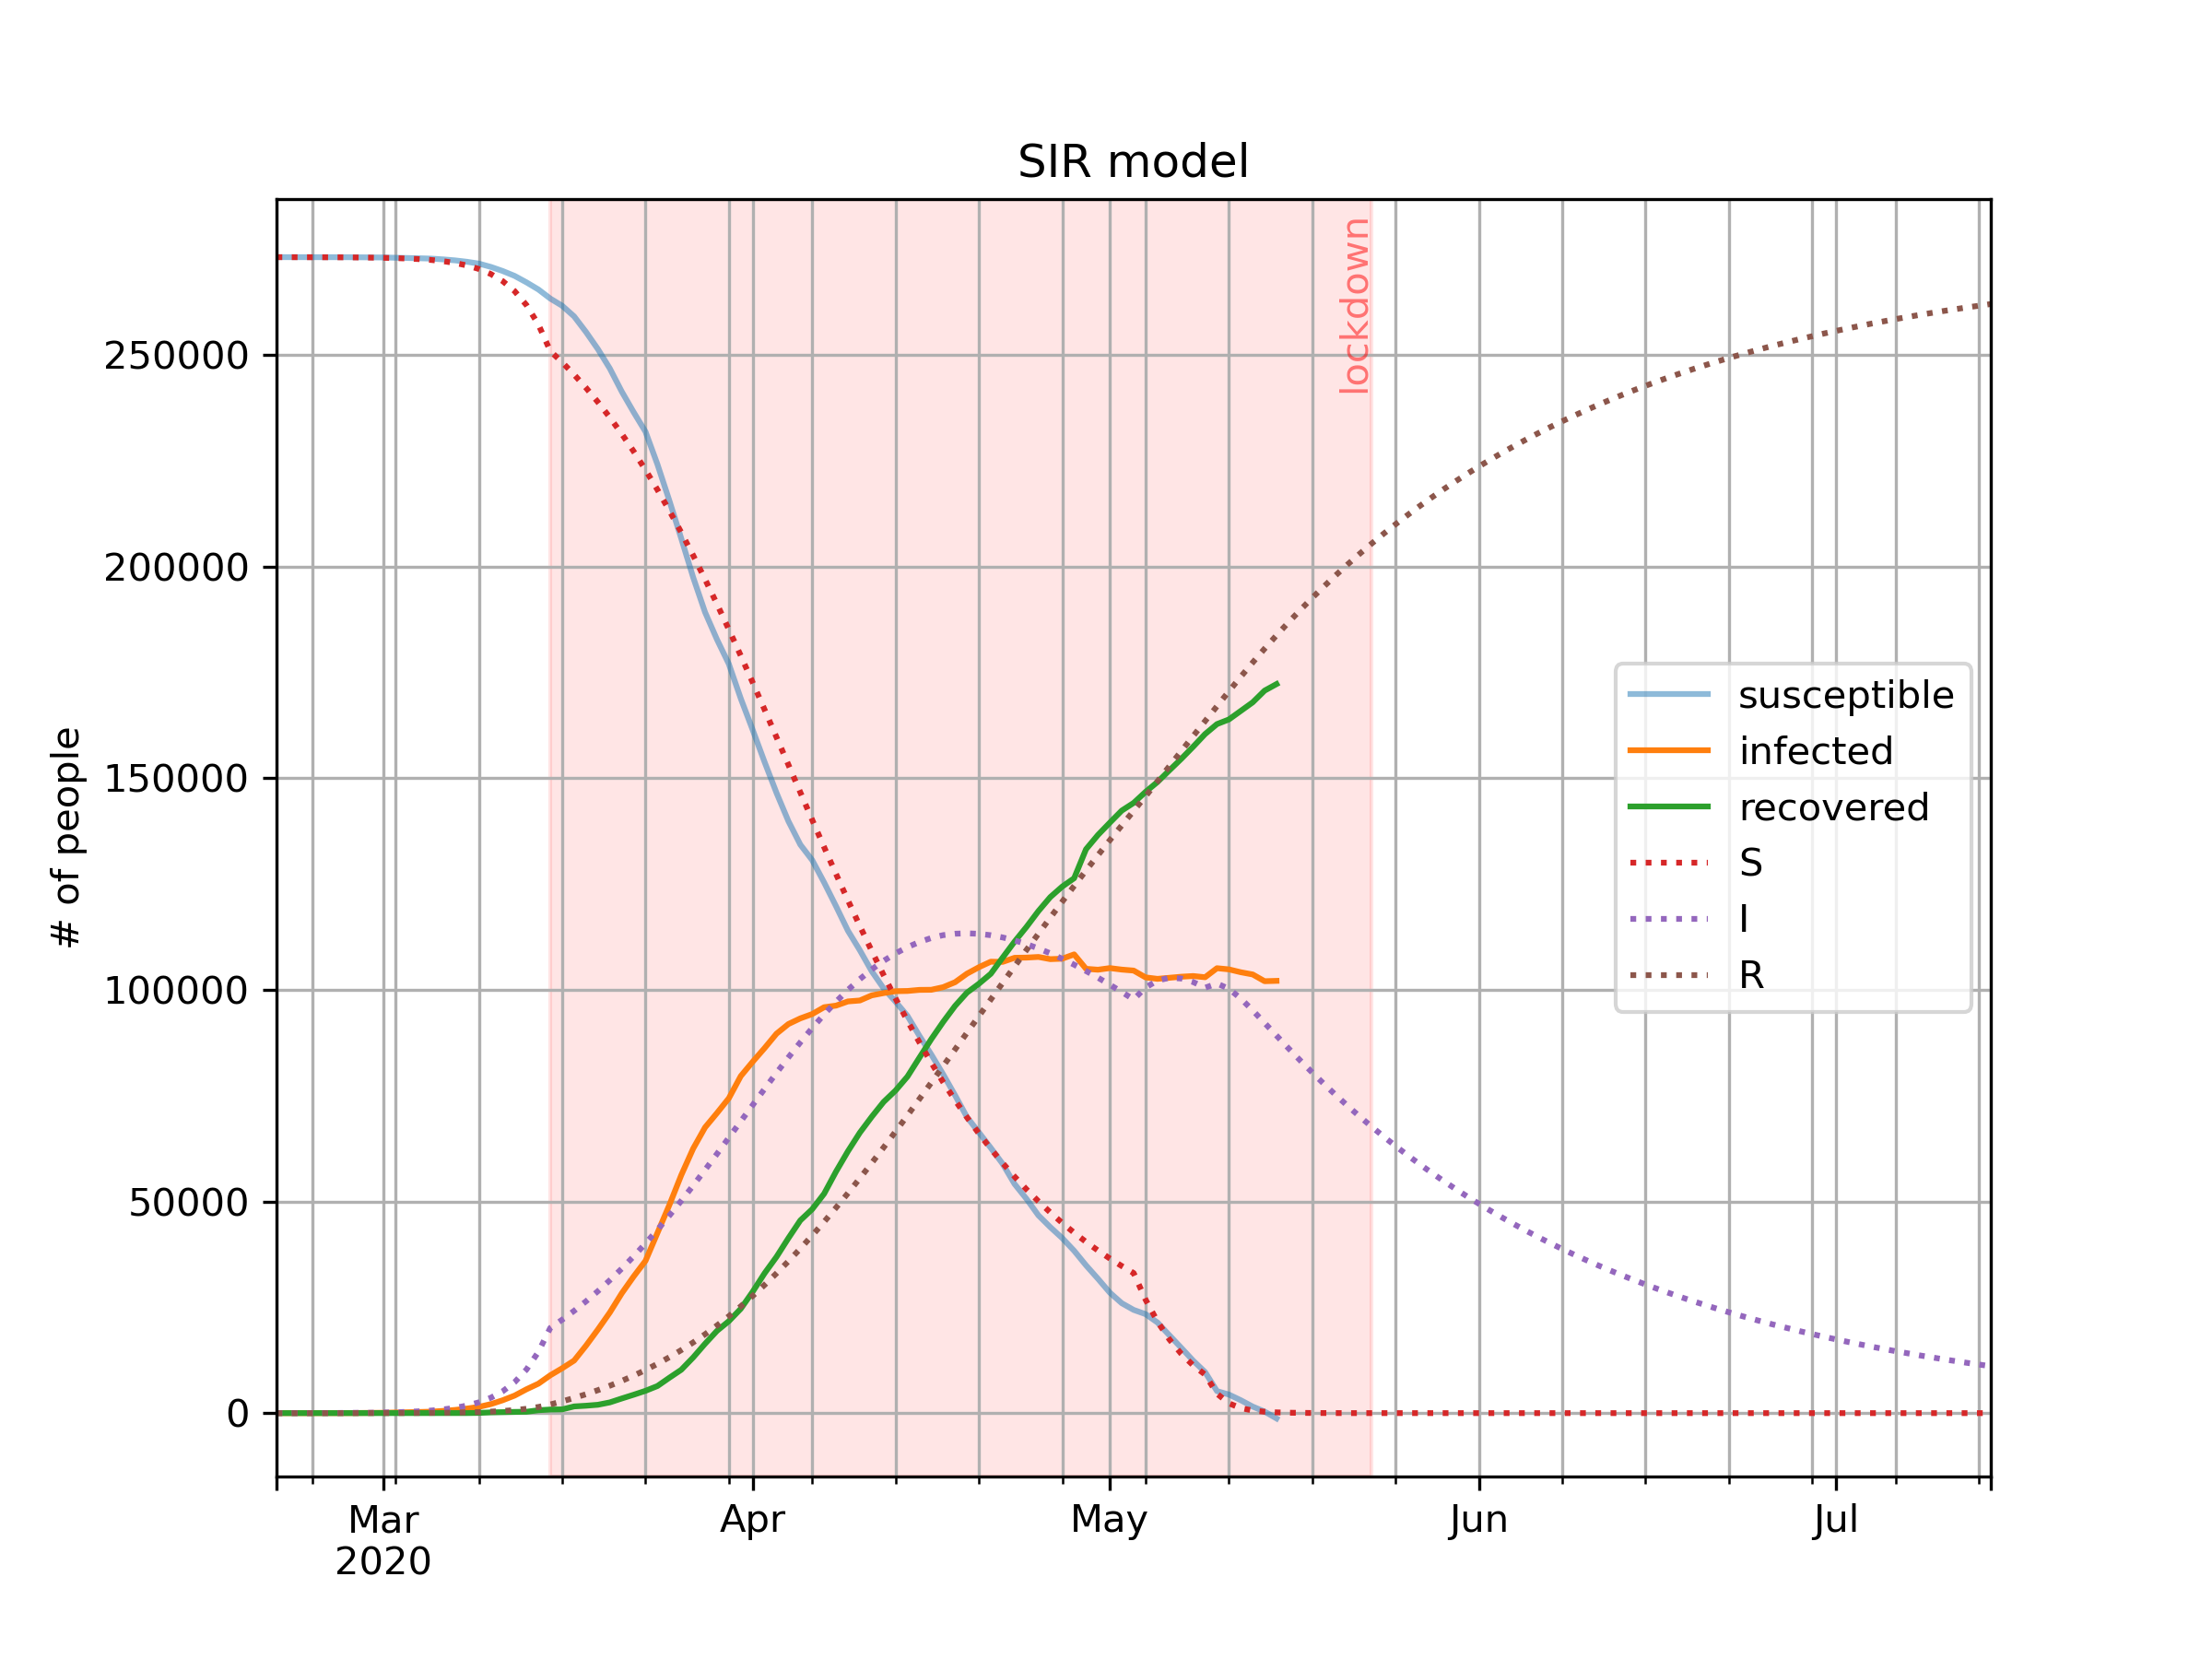 SIR model
lockdown
# of people
250000
200000
150000
100000
50000
0
susceptible
infected
recovered
S
I
R
Mar
2020
Apr
May
Jun
Jul